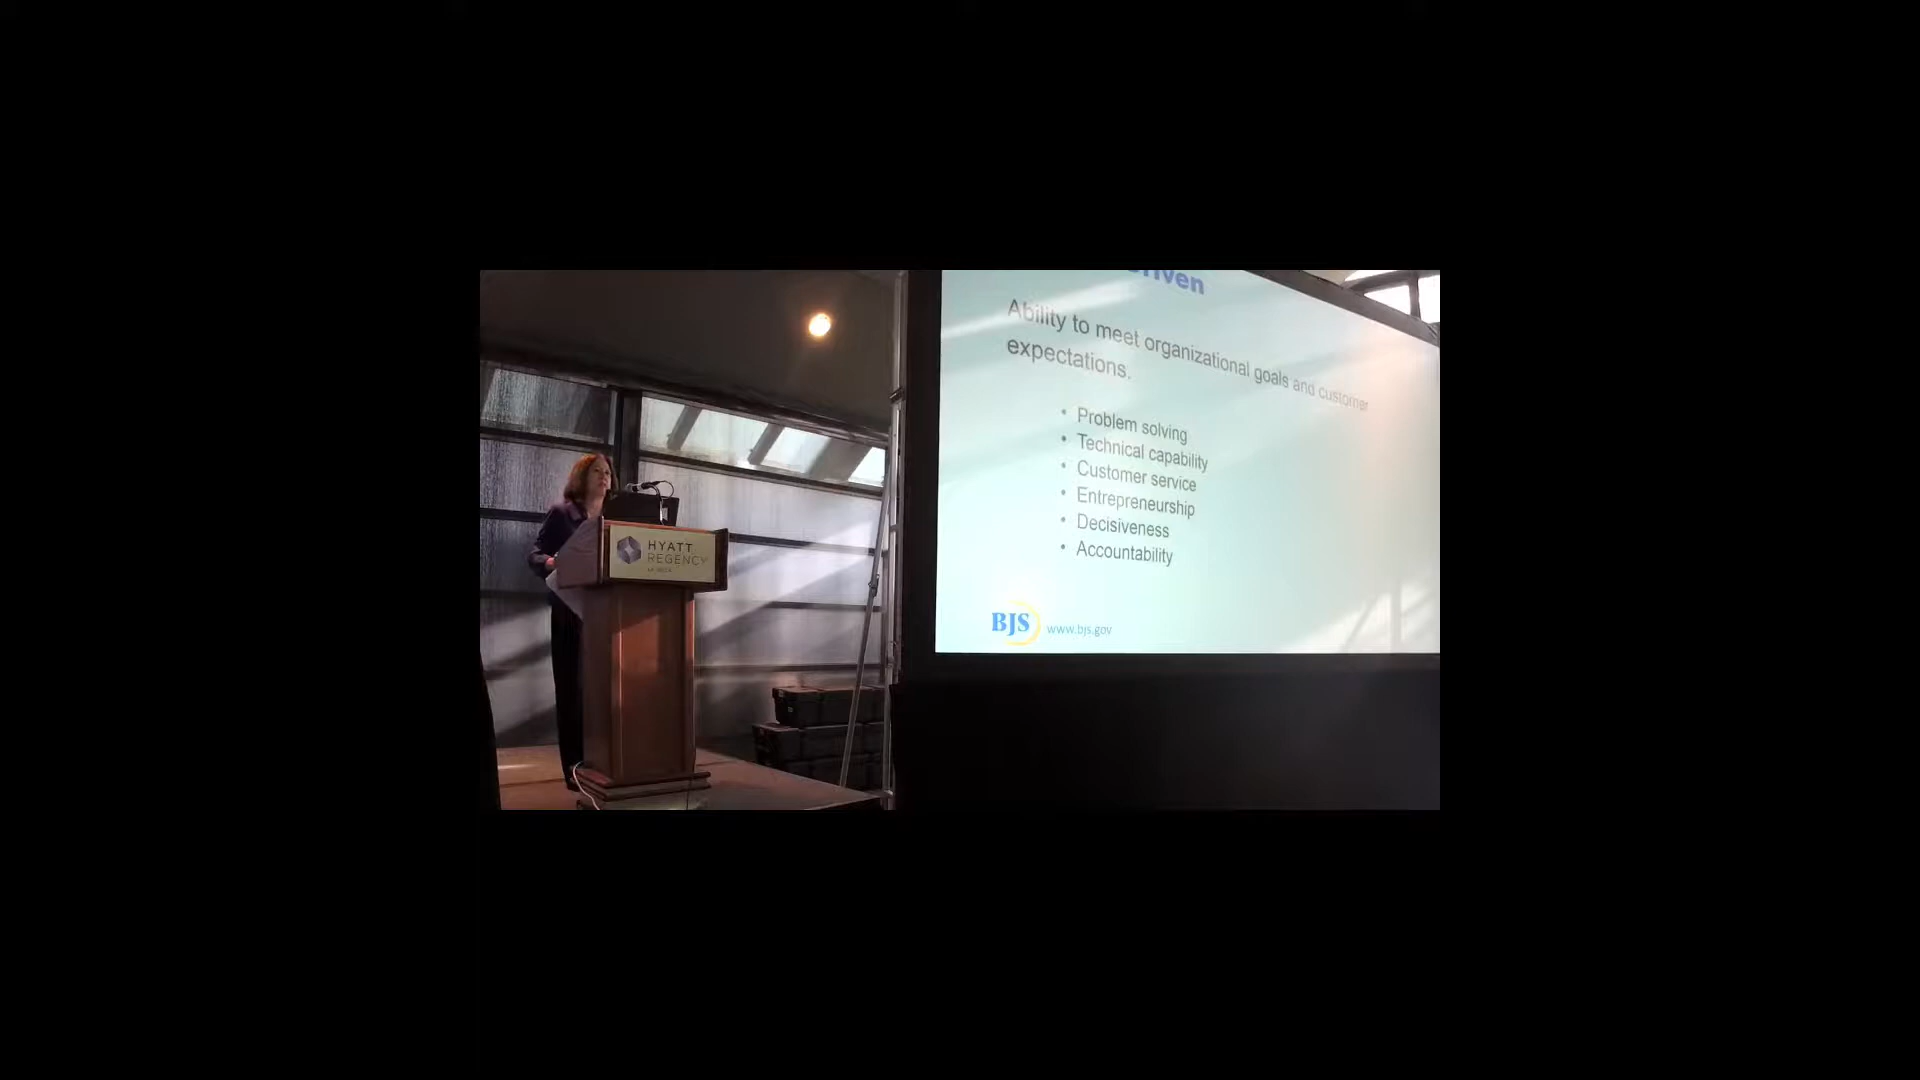 Ability to meet organizational goals and customer
expectations.
• Problem solving
• Technical capability
• Customer service
• Entrepreneurship
• Decisiveness
• Accountability
BJS www.bjs.gov
HYATT
REGENCY